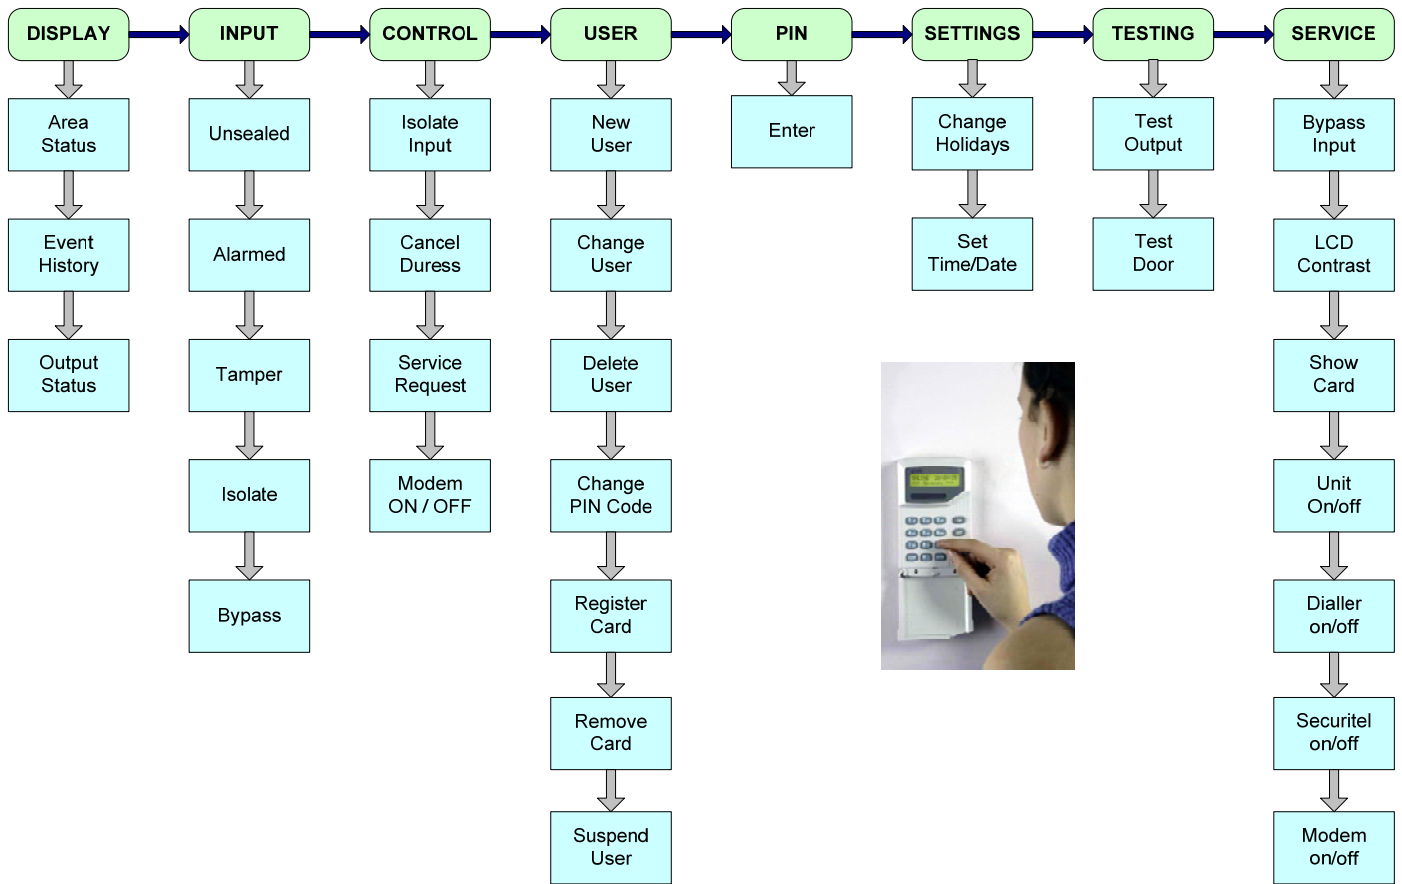 DISPLAY
INPUT
CONTROL
USER
PIN
SETTINGS
TESTING
SERVICE
Area
Status
Event
History
Output
Status
Unsealed
Alarmed
Tamper
Isolate
Bypass
Isolate
Input
Cancel
Duress
Service
Request
Modem
ON / OFF
New
User
Change
User
Delete
User
Change
PIN Code
Register
Card
Remove
Card
Suspend
User
Enter
Change
Holidays
Set
Time/Date
Test
Output
Test
Door
Bypass
Input
LCD
Contrast
Show
Card
Unit
On/off
Dialler
on/off
Securitel
on/off
Modem
on/off